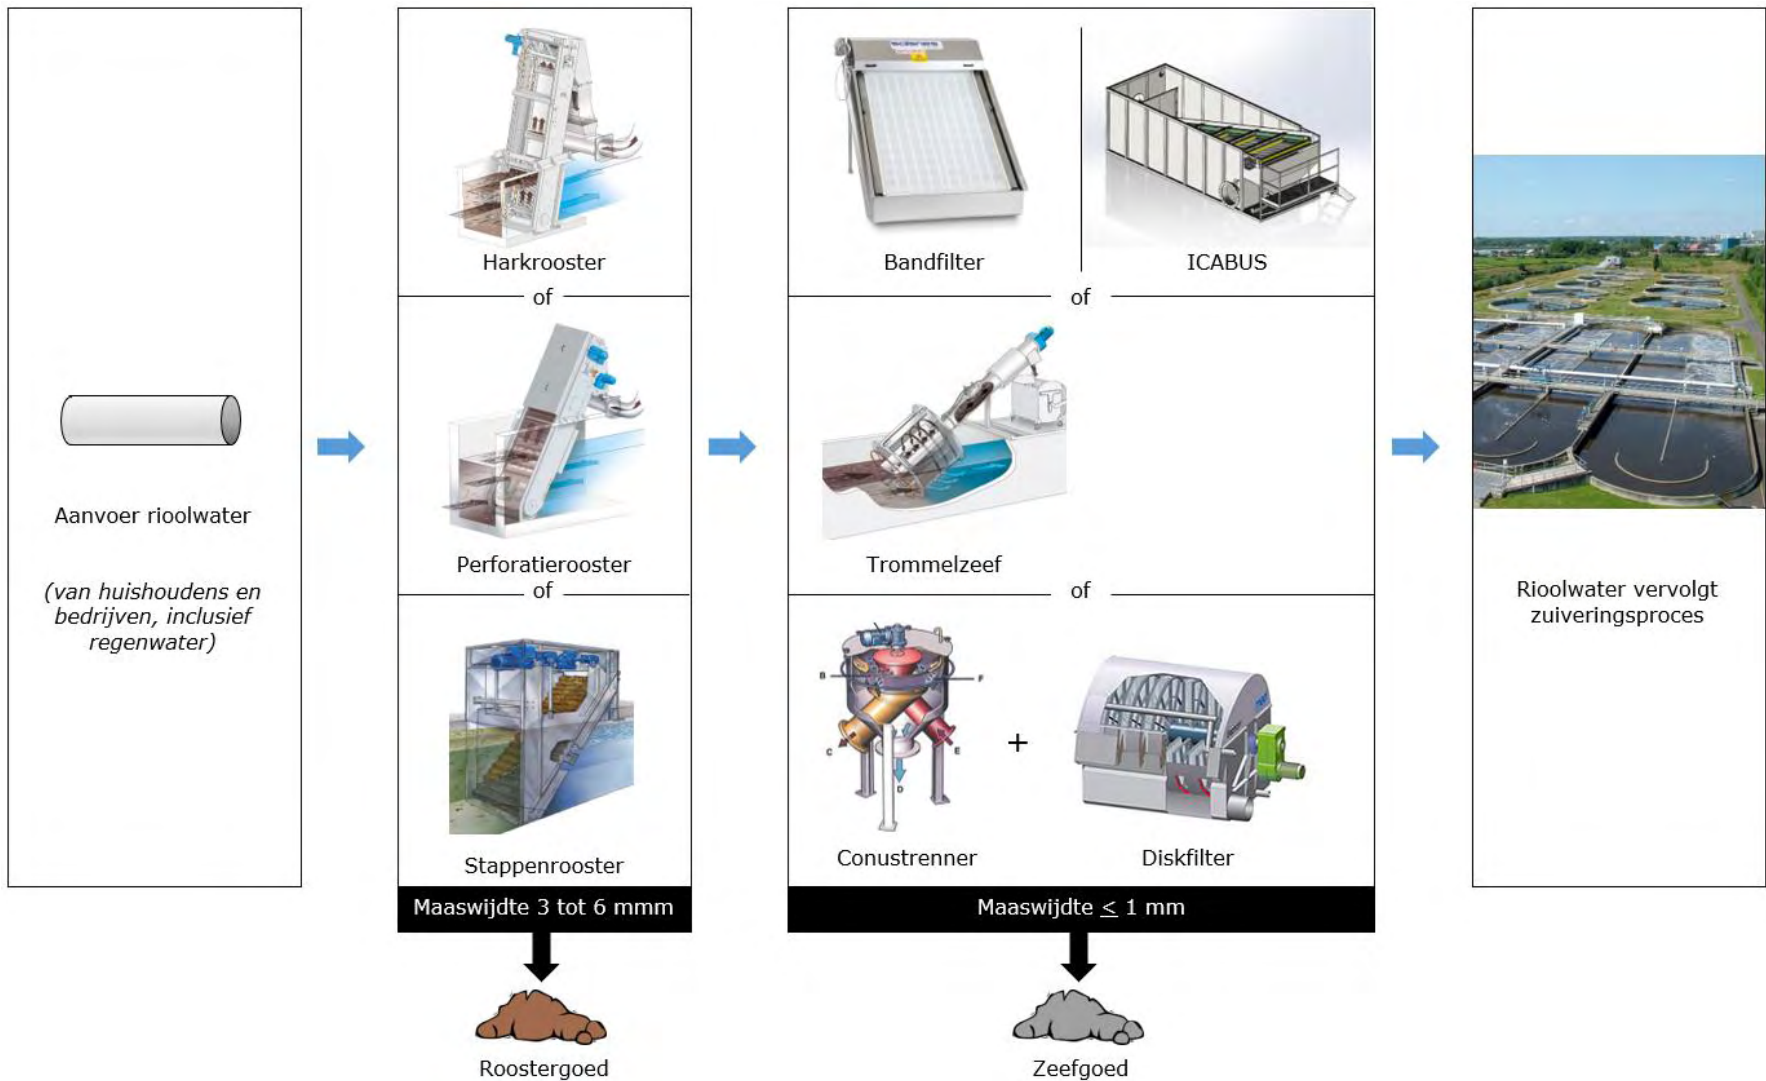 Aanvoer rioolwater
(van huishoudens en
bedrijven, inclusief
regenwater)
Harkrooster
of
Perforatierooster
of
Stappenrooster
Maaswijdte 3 tot 6 mmm
Roostergoed
Bandfilter
ICABUS
of
Trommelzeef
of
B
F
C
E
D
+
Conustrenner
Diskfilter
Maaswijdte ≤ 1 mm
Zeefgoed
Rioolwater vervolgt
zuiveringsproces